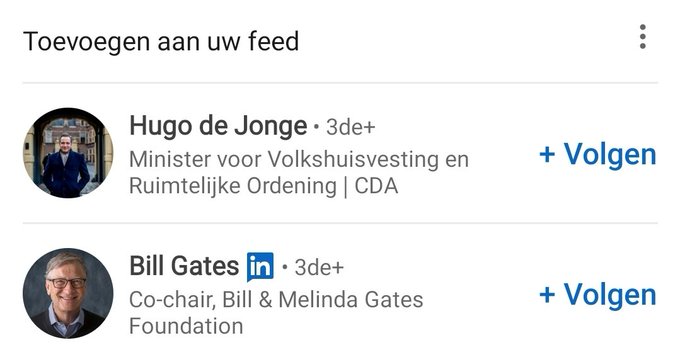 Toevoegen aan uw feed
Hugo de Jonge • 3de+
Minister voor Volkshuisvesting en
Ruimtelijke Ordening | CDA
+ Volgen
Bill Gates in • 3de+
Co-chair, Bill & Melinda Gates
Foundation
+ Volgen